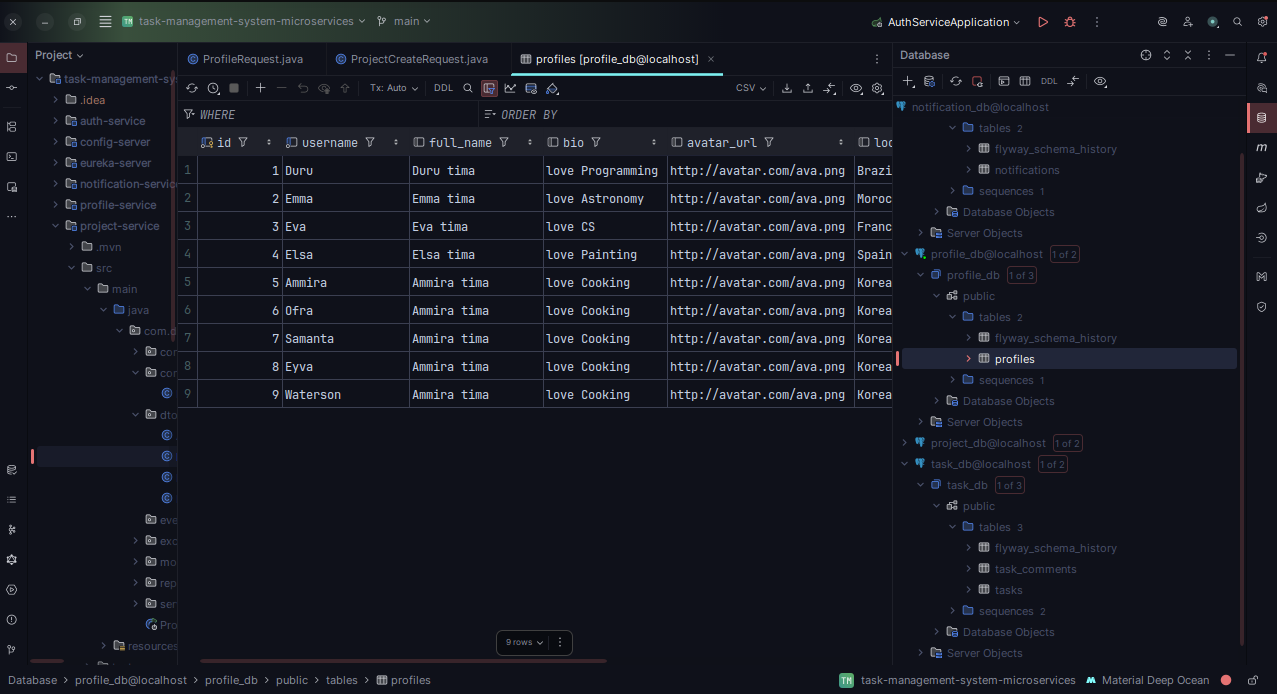 TM task-management-system-microservices main AuthServiceApplication
Project
task-management-sy
.idea
auth-service
config-server
eureka-server
notification-servic
profile-service
project-service
.mvn
src
main
java
com.d
cor
cor
C
dto
C
C
C
C
eve
exc
mo
rep
ser
Pro
resources
ProfileRequest.java ProjectCreateRequest.java profiles [profile_db@localhost]
Tx: Auto DDL CSV
WHERE ORDER BY
id username full_name bio avatar_url loc
1 1 Duru Duru tima love Programming http://avatar.com/ava.png Brazi
2 2 Emma Emma tima love Astronomy http://avatar.com/ava.png Moroc
3 3 Eva Eva tima love CS http://avatar.com/ava.png Franc
4 4 Elsa Elsa tima love Painting http://avatar.com/ava.png Spain
5 5 Ammira Ammira tima love Cooking http://avatar.com/ava.png Korea
6 6 Ofra Ammira tima love Cooking http://avatar.com/ava.png Korea
7 7 Samanta Ammira tima love Cooking http://avatar.com/ava.png Korea
8 8 Eyva Ammira tima love Cooking http://avatar.com/ava.png Korea
9 9 Waterson Ammira tima love Cooking http://avatar.com/ava.png Korea
9 rows
Database
DDL
notification_db@localhost
tables 2
flyway_schema_history
notifications
sequences 1
Database Objects
Server Objects
profile_db@localhost 1 of 2
profile_db 1 of 3
public
tables 2
flyway_schema_history
profiles
sequences 1
Database Objects
Server Objects
project_db@localhost 1 of 2
task_db@localhost 1 of 2
task_db 1 of 3
public
tables 3
flyway_schema_history
task_comments
tasks
sequences 2
Database Objects
Server Objects
m
Database > profile_db@localhost > profile_db > public > tables > profiles
TM task-management-system-microservices Material Deep Ocean